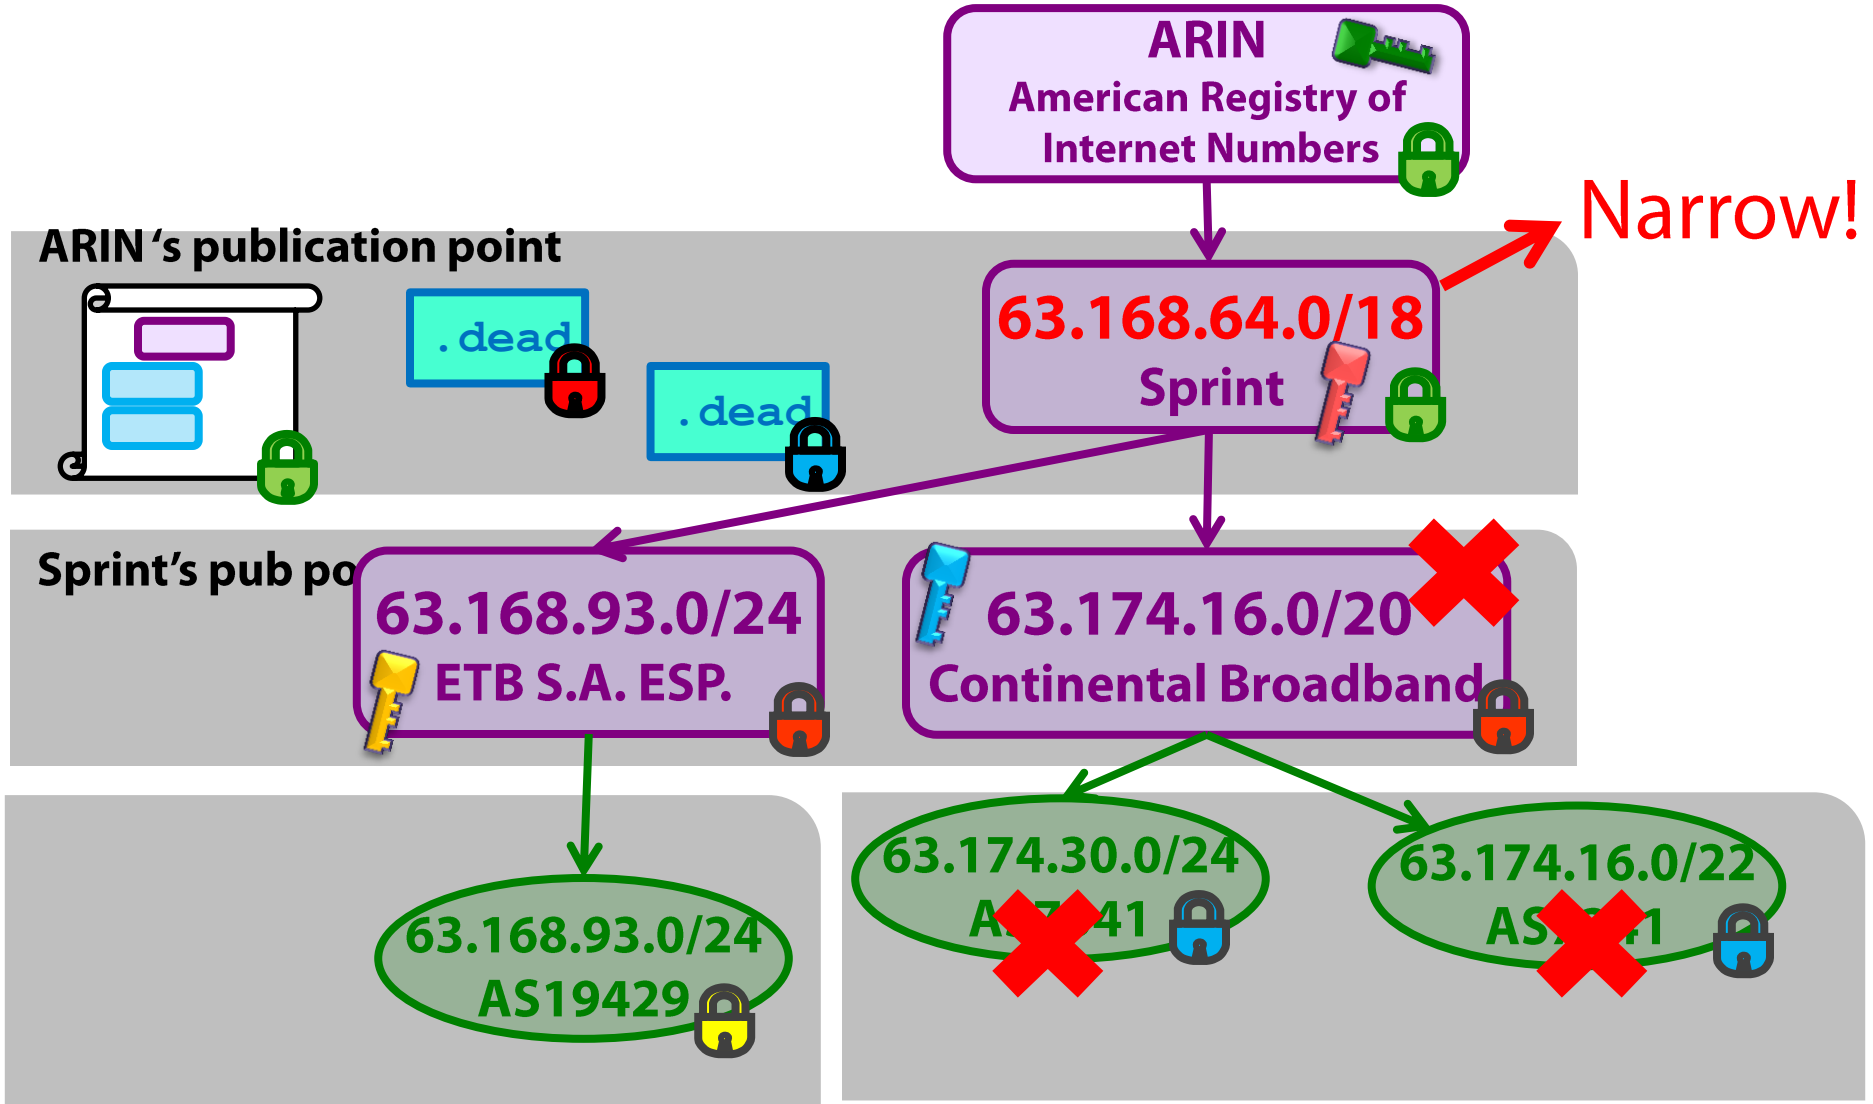 ARIN
American Registry of
Internet Numbers
Narrow!
ARIN ‘s publication point
.dead
.dead
63.168.64.0/18
Sprint
Sprint’s pub
63.168.93.0/24
ETB S.A. ESP.
63.174.16.0/20
Continental Broadband
63.174.30.0/24
63.174.16.0/22
63.168.93.0/24
AS19429